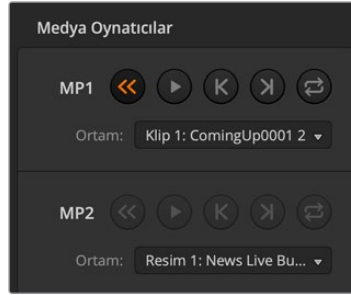 Medya Oynatıcılar
MP1
Ortam: Klip 1: ComingUp0001 2
MP2
Ortam: Resim 1: News Live Bu...